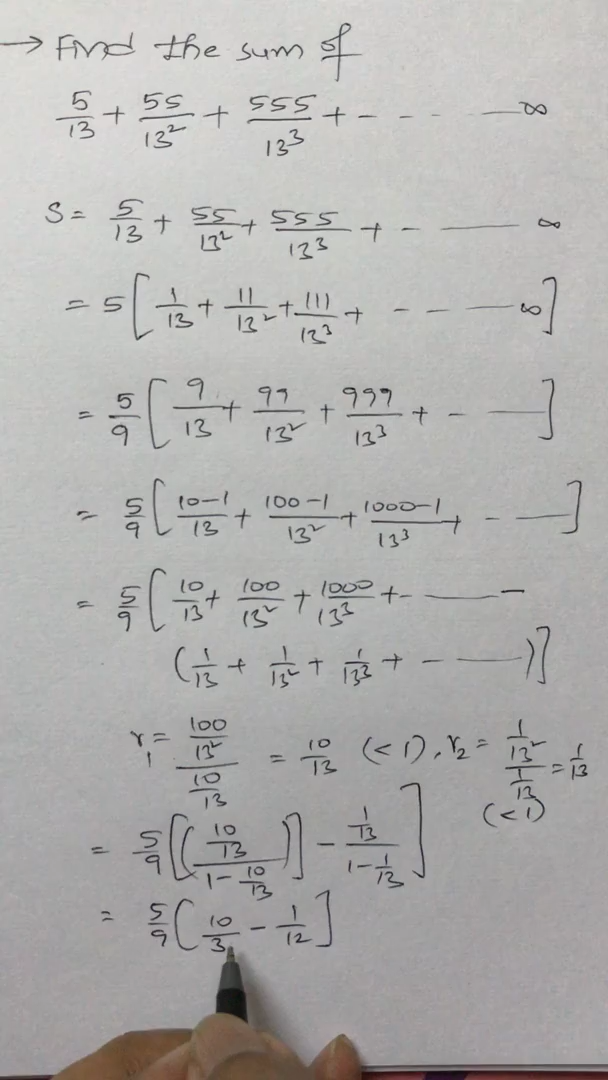 → Find the sum of
5/13 + 55/13² + 555/13³ + - - - — ∞
S = 5/13 + 55/13² + 555/13³ + - — ∞
= 5 [ 1/13 + 11/13² + 111/13³ + - - — ∞ ]
= 5/9 [ 9/13 + 99/13² + 999/13³ + - — ]
= 5/9 [ 10-1/13 + 100-1/13² + 1000-1/13³ + - — ]
= 5/9 [ 10/13 + 100/13² + 1000/13³ + - — -
( 1/13 + 1/13² + 1/13³ + - — ) ]
r₁ = 100/13² / 10/13 = 10/13 (< 1), r₂ = 1/13² / 1/13 = 1/13
(< 1)
= 5/9 [ ( 10/13 / 1 - 10/13 ) ] - 1/13 / 1 - 1/13 ]
= 5/9 ( 10/3 - 1/12 ]